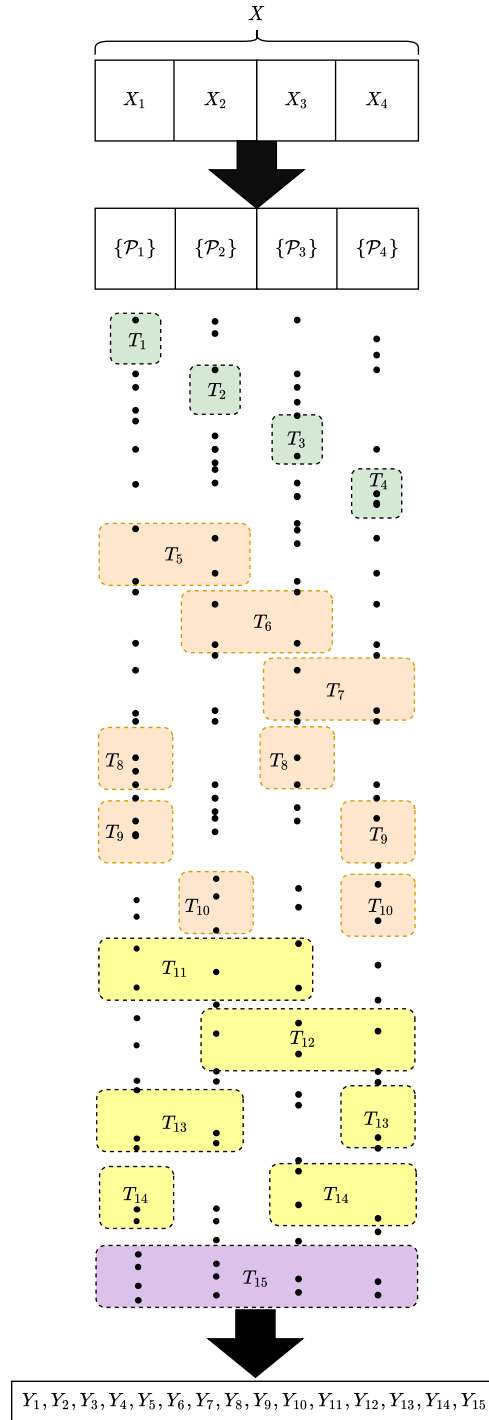 X
X₁ X₂ X₃ X₄
{𝒫₁} {𝒫₂} {𝒫₃} {𝒫₄}
T₁
T₂
T₃
T₄
T₅
T₆
T₇
T₈ T₈
T₉ T₉
T₁₀ T₁₀
T₁₁
T₁₂
T₁₃ T₁₃
T₁₄ T₁₄
T₁₅
Y₁, Y₂, Y₃, Y₄, Y₅, Y₆, Y₇, Y₈, Y₉, Y₁₀, Y₁₁, Y₁₂, Y₁₃, Y₁₄, Y₁₅